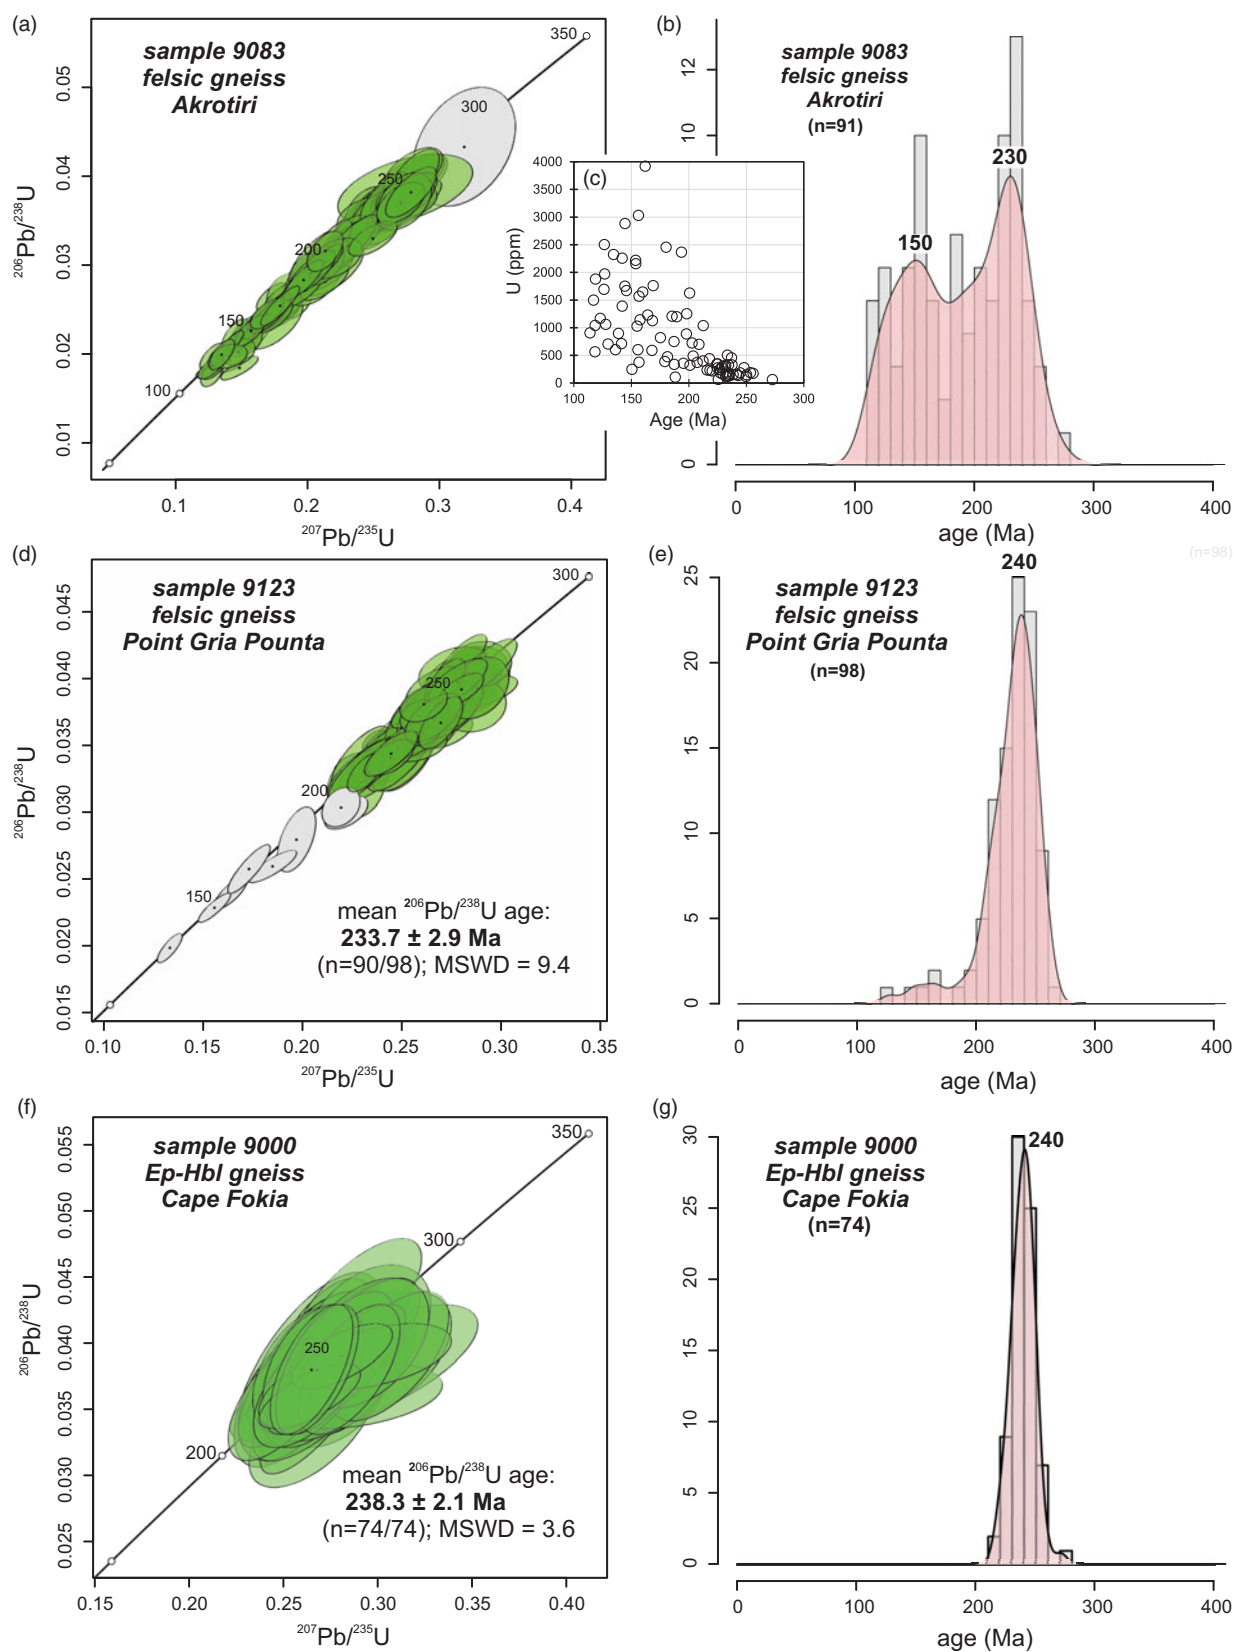 (a)
sample 9083
felsic gneiss
Akrotiri
350
300
250
200
150
100
0.05
0.04
0.03
0.02
0.01
²⁰⁶Pb/²³⁸U
0.1 0.2 0.3 0.4
²⁰⁷Pb/²³⁵U
(b)
sample 9083
felsic gneiss
Akrotiri
(n=91)
12
10
0
150
230
0 100 200 300 400
age (Ma)
(c)
4000
3500
3000
2500
2000
1500
1000
500
0
U (ppm)
100 150 200 250 300
Age (Ma)
(d)
sample 9123
felsic gneiss
Point Gria Pounta
300
250
200
150
0.045
0.040
0.035
0.030
0.025
0.020
0.015
²⁰⁶Pb/²³⁸U
mean ²⁰⁶Pb/²³⁸U age:
233.7 ± 2.9 Ma
(n=90/98); MSWD = 9.4
0.10 0.15 0.20 0.25 0.30 0.35
²⁰⁷Pb/²³⁵U
(e)
(n=98)
240
sample 9123
felsic gneiss
Point Gria Pounta
(n=98)
25
20
15
10
5
0
0 100 200 300 400
age (Ma)
(f)
sample 9000
Ep-Hbl gneiss
Cape Fokia
350
300
250
200
0.055
0.050
0.045
0.040
0.035
0.030
0.025
²⁰⁶Pb/²³⁸U
mean ²⁰⁶Pb/²³⁸U age:
238.3 ± 2.1 Ma
(n=74/74); MSWD = 3.6
0.15 0.20 0.25 0.30 0.35 0.40
²⁰⁷Pb/²³⁵U
(g)
sample 9000
Ep-Hbl gneiss
Cape Fokia
(n=74)
240
30
25
20
15
10
5
0
0 100 200 300 400
age (Ma)